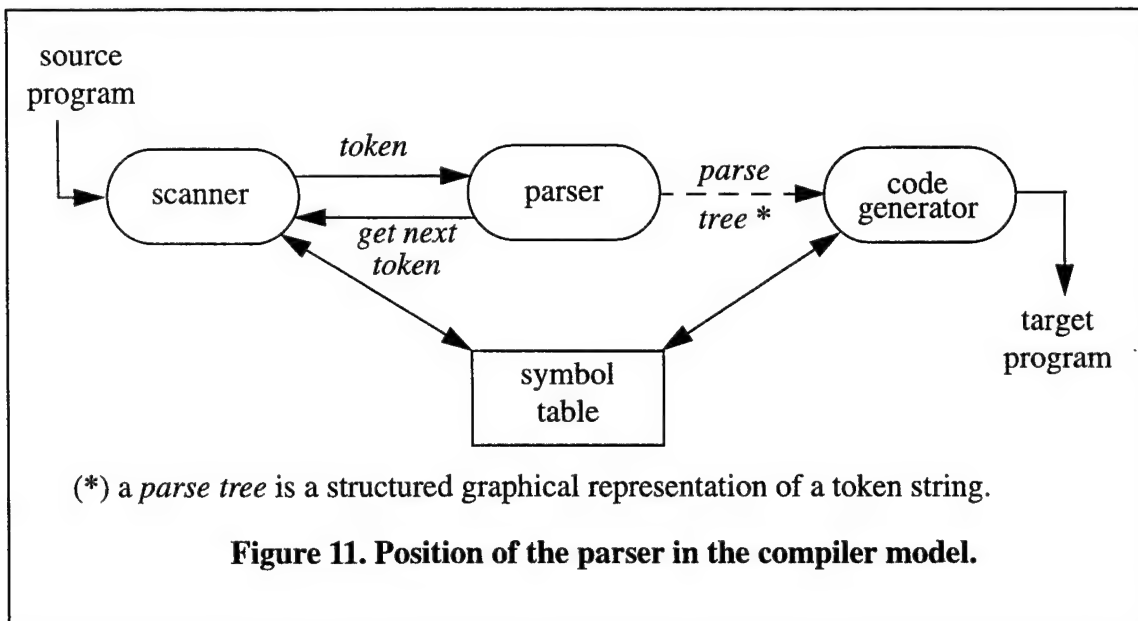 source
program
token
scanner
parser
parse
tree *
code
generator
get next
token
symbol
table
target
program
(*) a parse tree is a structured graphical representation of a token string.
Figure 11. Position of the parser in the compiler model.